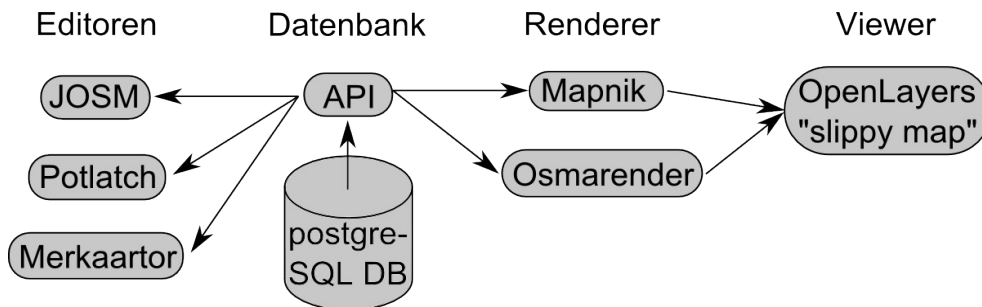 Editoren Datenbank Renderer Viewer
JOSM API Mapnik OpenLayers
"slippy map"
Potlatch Osmarender
Merkaartor postgre-
SQL DB